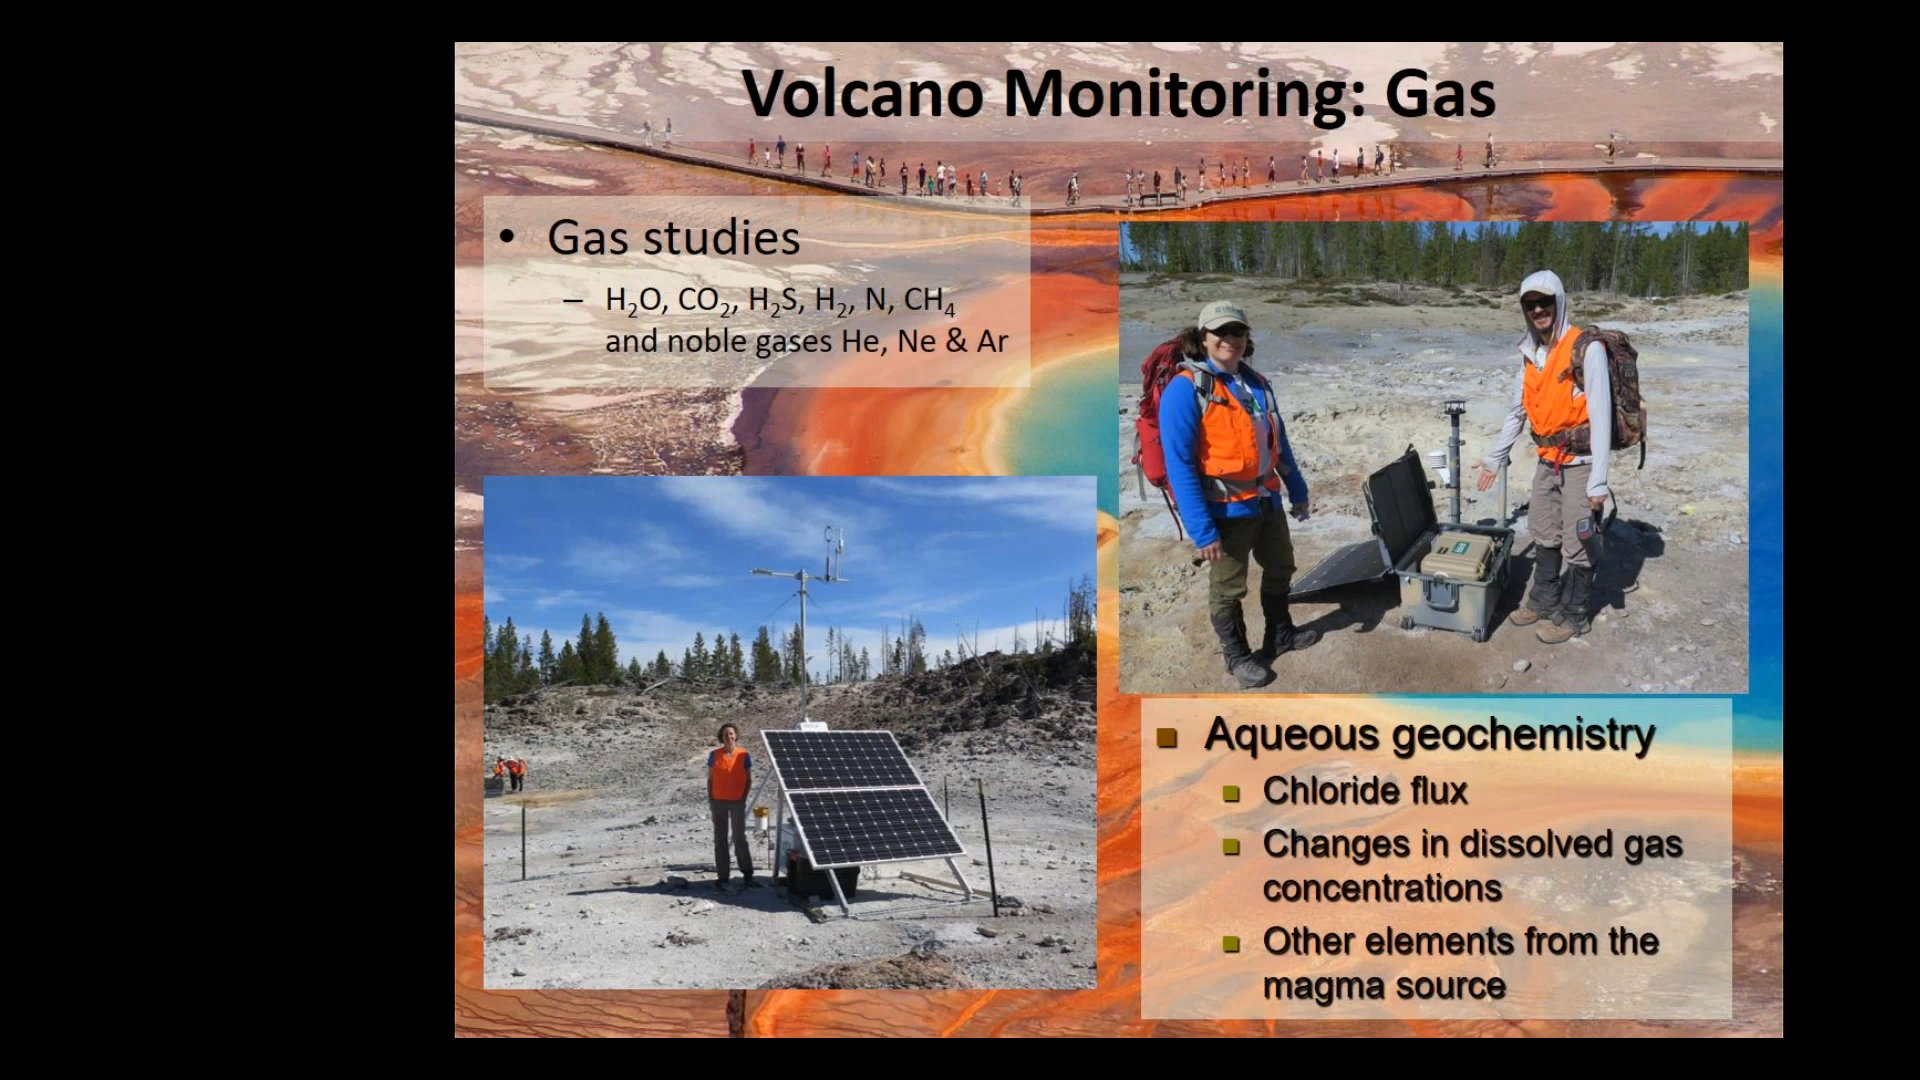 Volcano Monitoring: Gas
• Gas studies
– H₂O, CO₂, H₂S, H₂, N, CH₄
and noble gases He, Ne & Ar
Aqueous geochemistry
Chloride flux
Changes in dissolved gas
concentrations
Other elements from the
magma source